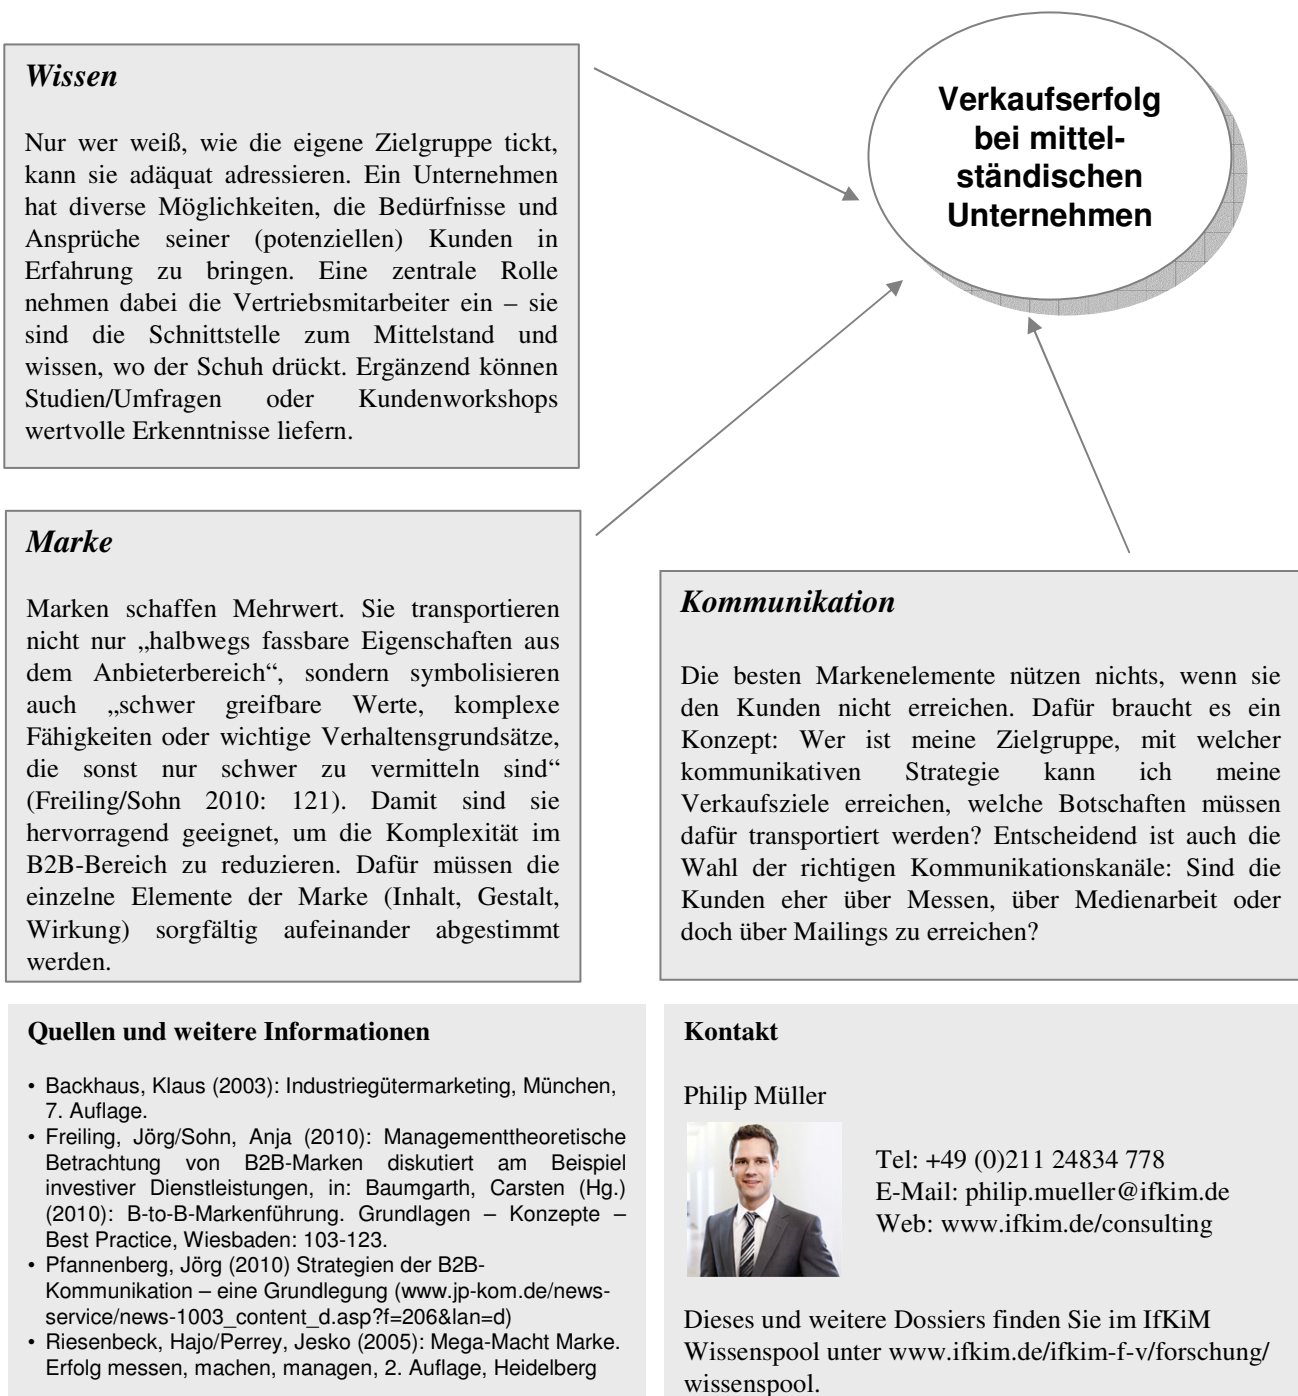 Wissen
Nur wer weiß, wie die eigene Zielgruppe tickt,
kann sie adäquat adressieren. Ein Unternehmen
hat diverse Möglichkeiten, die Bedürfnisse und
Ansprüche seiner (potenziellen) Kunden in
Erfahrung zu bringen. Eine zentrale Rolle
nehmen dabei die Vertriebsmitarbeiter ein – sie
sind die Schnittstelle zum Mittelstand und
wissen, wo der Schuh drückt. Ergänzend können
Studien/Umfragen oder Kundenworkshops
wertvolle Erkenntnisse liefern.
Verkaufserfolg
bei mittel-
ständischen
Unternehmen
Marke
Marken schaffen Mehrwert. Sie transportieren
nicht nur „halbwegs fassbare Eigenschaften aus
dem Anbieterbereich“, sondern symbolisieren
auch „schwer greifbare Werte, komplexe
Fähigkeiten oder wichtige Verhaltensgrundsätze,
die sonst nur schwer zu vermitteln sind“
(Freiling/Sohn 2010: 121). Damit sind sie
hervorragend geeignet, um die Komplexität im
B2B-Bereich zu reduzieren. Dafür müssen die
einzelne Elemente der Marke (Inhalt, Gestalt,
Wirkung) sorgfältig aufeinander abgestimmt
werden.
Kommunikation
Die besten Markenelemente nützen nichts, wenn sie
den Kunden nicht erreichen. Dafür braucht es ein
Konzept: Wer ist meine Zielgruppe, mit welcher
kommunikativen Strategie kann ich meine
Verkaufsziele erreichen, welche Botschaften müssen
dafür transportiert werden? Entscheidend ist auch die
Wahl der richtigen Kommunikationskanäle: Sind die
Kunden eher über Messen, über Medienarbeit oder
doch über Mailings zu erreichen?
Quellen und weitere Informationen
• Backhaus, Klaus (2003): Industriegütermarketing, München,
7. Auflage.
• Freiling, Jörg/Sohn, Anja (2010): Managementtheoretische
Betrachtung von B2B-Marken diskutiert am Beispiel
investiver Dienstleistungen, in: Baumgarth, Carsten (Hg.)
(2010): B-to-B-Markenführung. Grundlagen – Konzepte –
Best Practice, Wiesbaden: 103-123.
• Pfannenberg, Jörg (2010) Strategien der B2B-
Kommunikation – eine Grundlegung (www.jp-kom.de/news-
service/news-1003_content_d.asp?f=206&lan=d)
• Riesenbeck, Hajo/Perrey, Jesko (2005): Mega-Macht Marke.
Erfolg messen, machen, managen, 2. Auflage, Heidelberg
Kontakt
Philip Müller
Tel: +49 (0)211 24834 778
E-Mail: philip.mueller@ifkim.de
Web: www.ifkim.de/consulting
Dieses und weitere Dossiers finden Sie im IfKiM
Wissenspool unter www.ifkim.de/ifkim-f-v/forschung/
wissenspool.